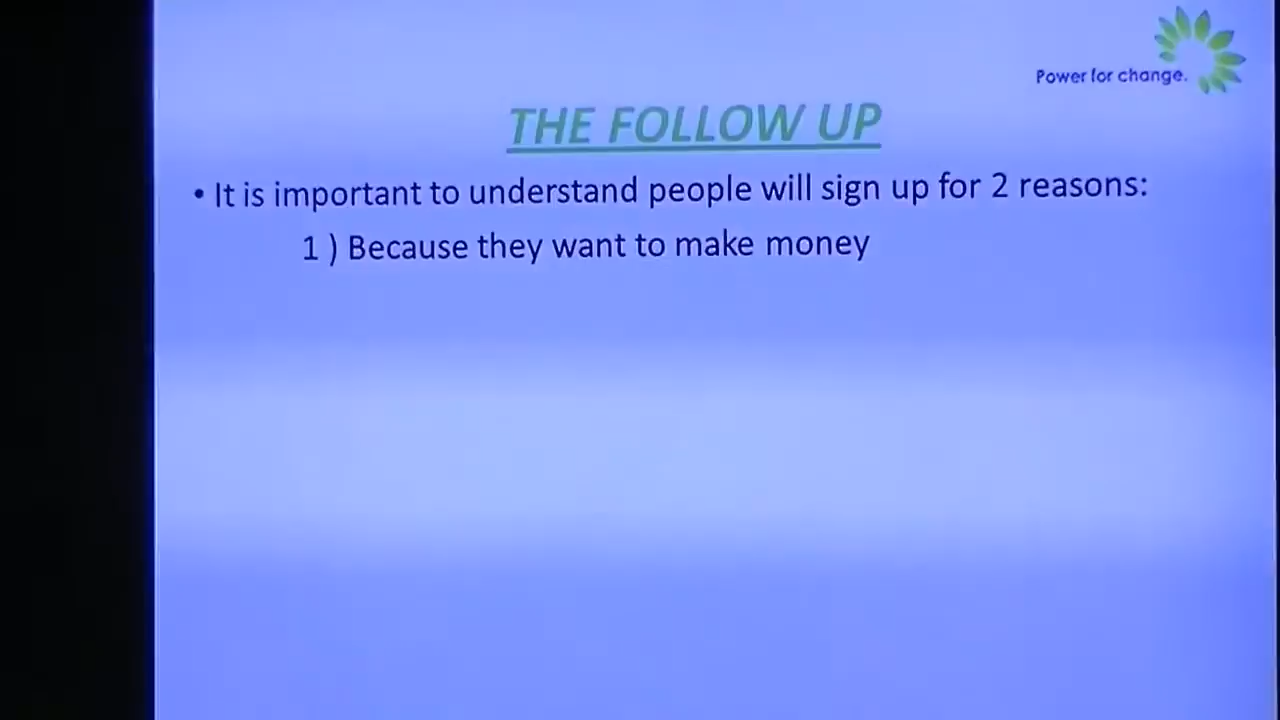 Power for change.
THE FOLLOW UP
• It is important to understand people will sign up for 2 reasons:
1 ) Because they want to make money